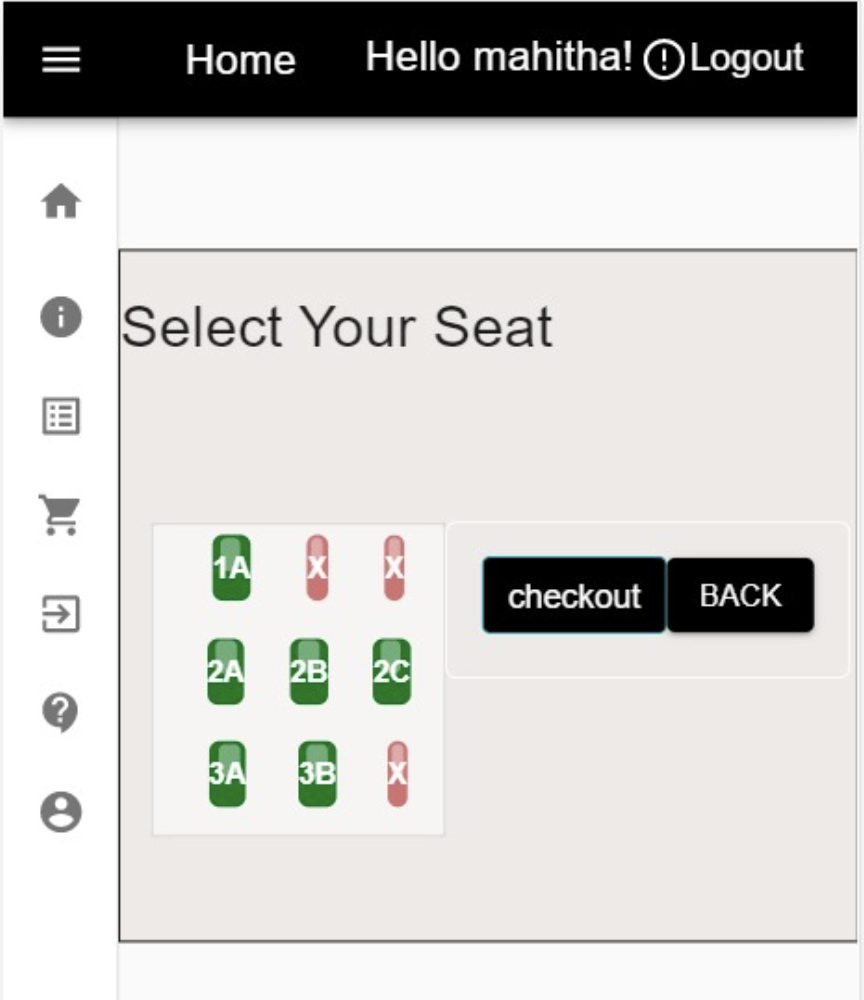 Home Hello mahitha! Logout
Select Your Seat
1A X X
checkout BACK
2A 2B 2C
3A 3B X